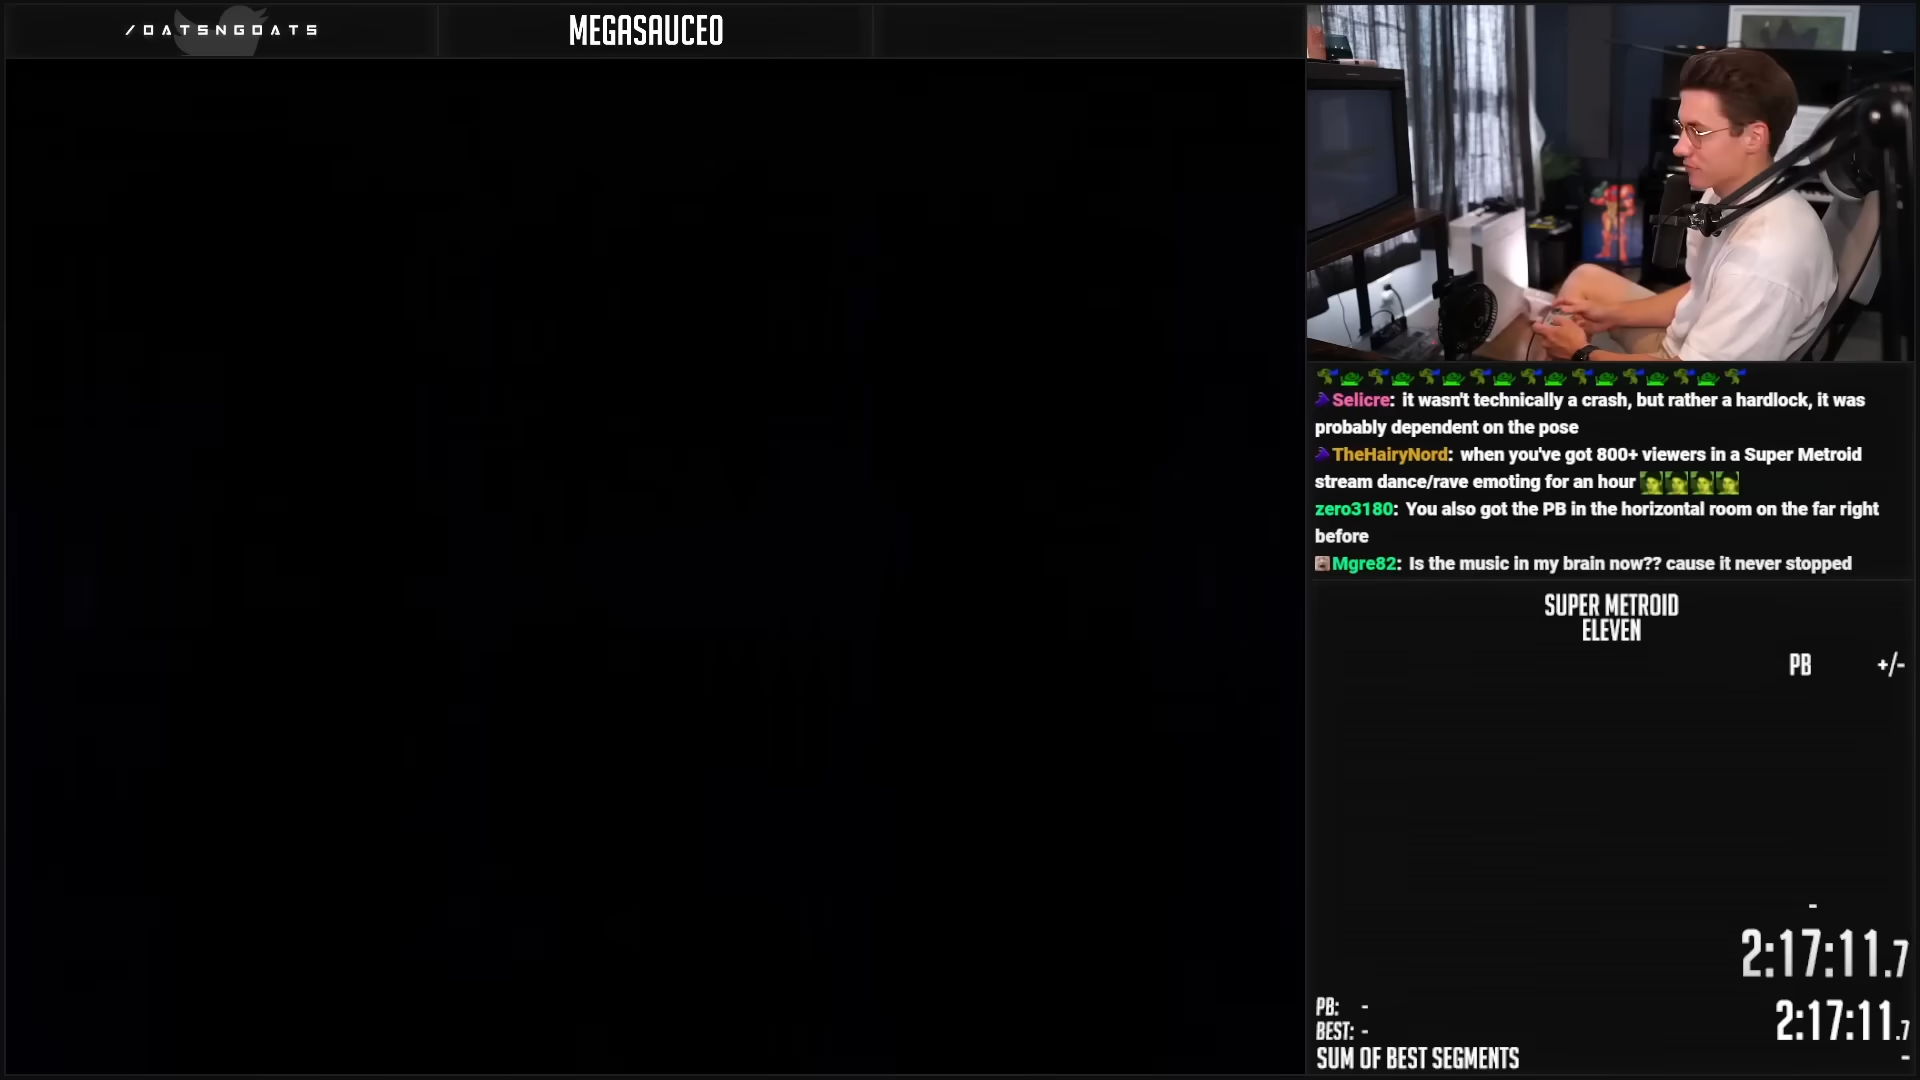 /OATSNGOATS
MEGASAUCE0
Selicre: it wasn't technically a crash, but rather a hardlock, it was
probably dependent on the pose
TheHairyNord: when you've got 800+ viewers in a Super Metroid
stream dance/rave emoting for an hour
zero3180: You also got the PB in the horizontal room on the far right
before
Mgre82: Is the music in my brain now?? cause it never stopped
SUPER METROID
ELEVEN
PB +/-
-
2:17:11.7
PB: -
2:17:11.7
BEST: -
SUM OF BEST SEGMENTS -